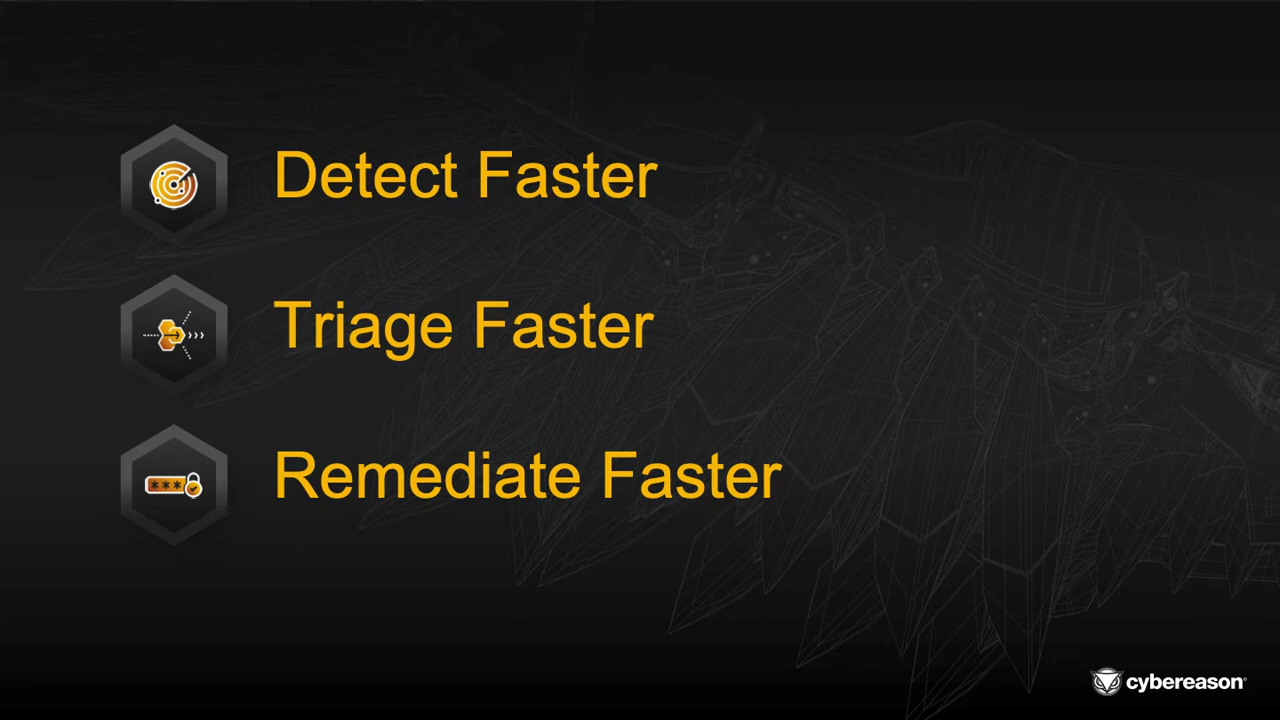 Detect Faster
Triage Faster
****
Remediate Faster
cybereason®